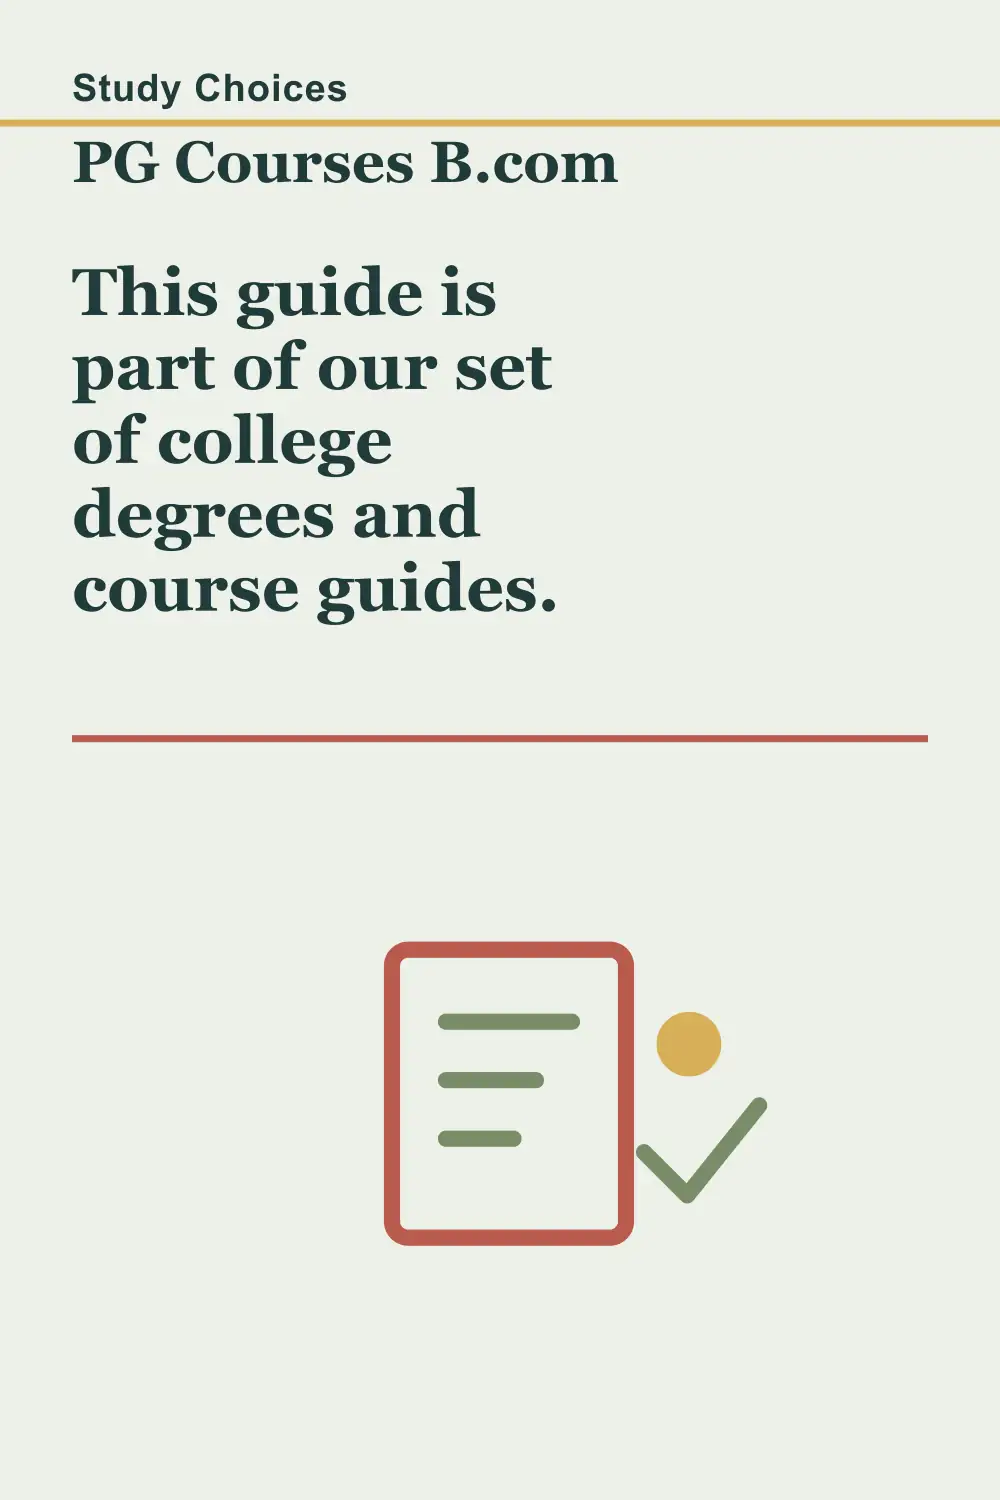 Study Choices
PG Courses B.com
This guide is
part of our set
of college
degrees and
course guides.